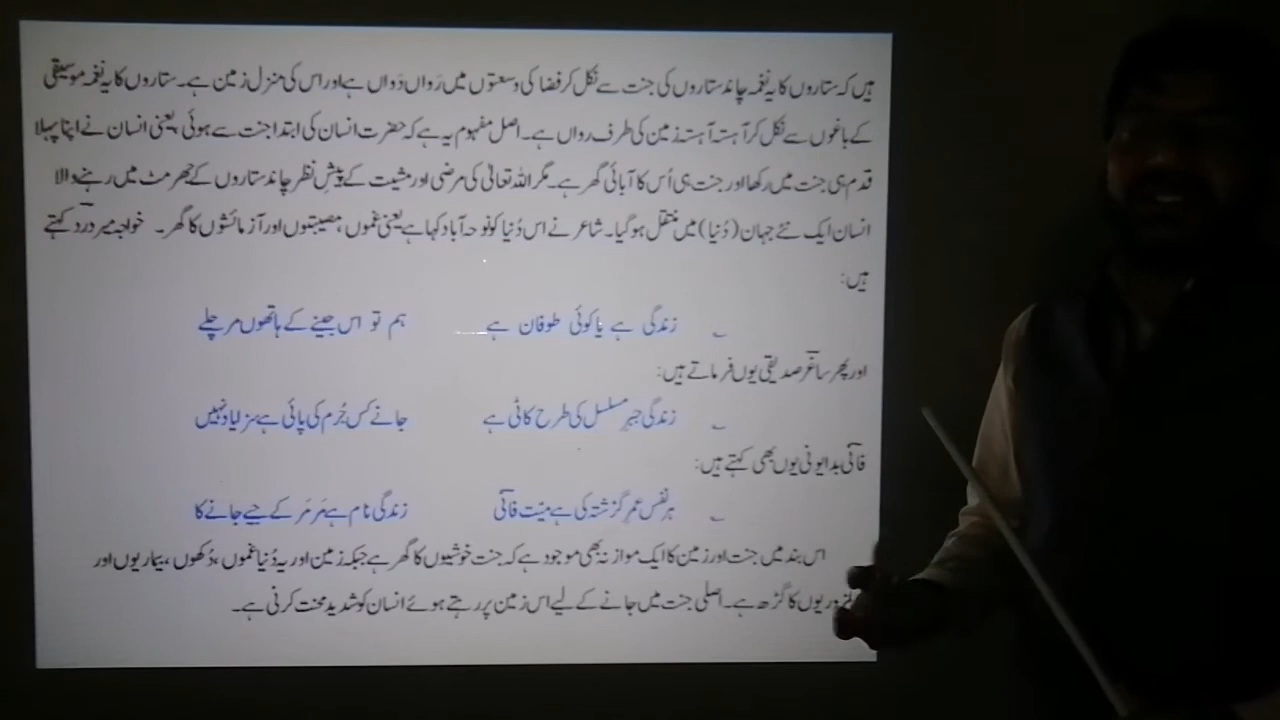 ہیں کہ ستاروں کا یہ نغمہ چاند ستاروں کی جنت سے نکل کر فضا کی وسعتوں میں رَواں دَواں ہے اور اس کی منزل زمین ہے۔ ستاروں کا یہ نغمہ موسیقی
کے باغوں سے نکل کر آہستہ آہستہ زمین کی طرف رواں ہے۔ اصل مفہوم یہ ہے کہ حضرت انسان کی ابتدا جنت سے ہوئی یعنی انسان نے اپنا پہلا
قدم ہی جنت میں رکھا اور جنت ہی اُس کا آبائی گھر ہے۔ مگر اللہ تعالیٰ کی مرضی اور مشیت کے پیشِ نظر چاند ستاروں کے جھرمٹ میں رہنے والا
انسان ایک نئے جہان (دُنیا) میں منتقل ہو گیا۔ شاعر نے اس دُنیا کو نوحہ آباد کہا ہے یعنی غموں، مصیبتوں اور آزمائشوں کا گھر۔ خواجہ میر دردؔ کہتے
ہیں:
؎ زندگی ہے یا کوئی طوفان ہے ہم تو اس جینے کے ہاتھوں مر چلے
اور پھر ساغرؔ صدیقی یوں فرماتے ہیں:
؎ زندگی جبرِ مسلسل کی طرح کاٹی ہے جانے کس جُرم کی پائی ہے سزا یاد نہیں
فانیؔ بدایونی یوں بھی کہتے ہیں:
؎ ہر نفس عمرِ گزشتہ کی ہے میّت فانیؔ زندگی نام ہے مَر مَر کے جیے جانے کا
اس بند میں جنت اور زمین کا ایک موازنہ بھی موجود ہے کہ جنت خوشیوں کا گھر ہے جبکہ زمین اور یہ دُنیا غموں، دُکھوں، بیماریوں اور
کا گڑھ ہے۔ اصلی جنت میں جانے کے لیے اس زمین پر رہتے ہوئے انسان کو شدید محنت کرنی ہے۔